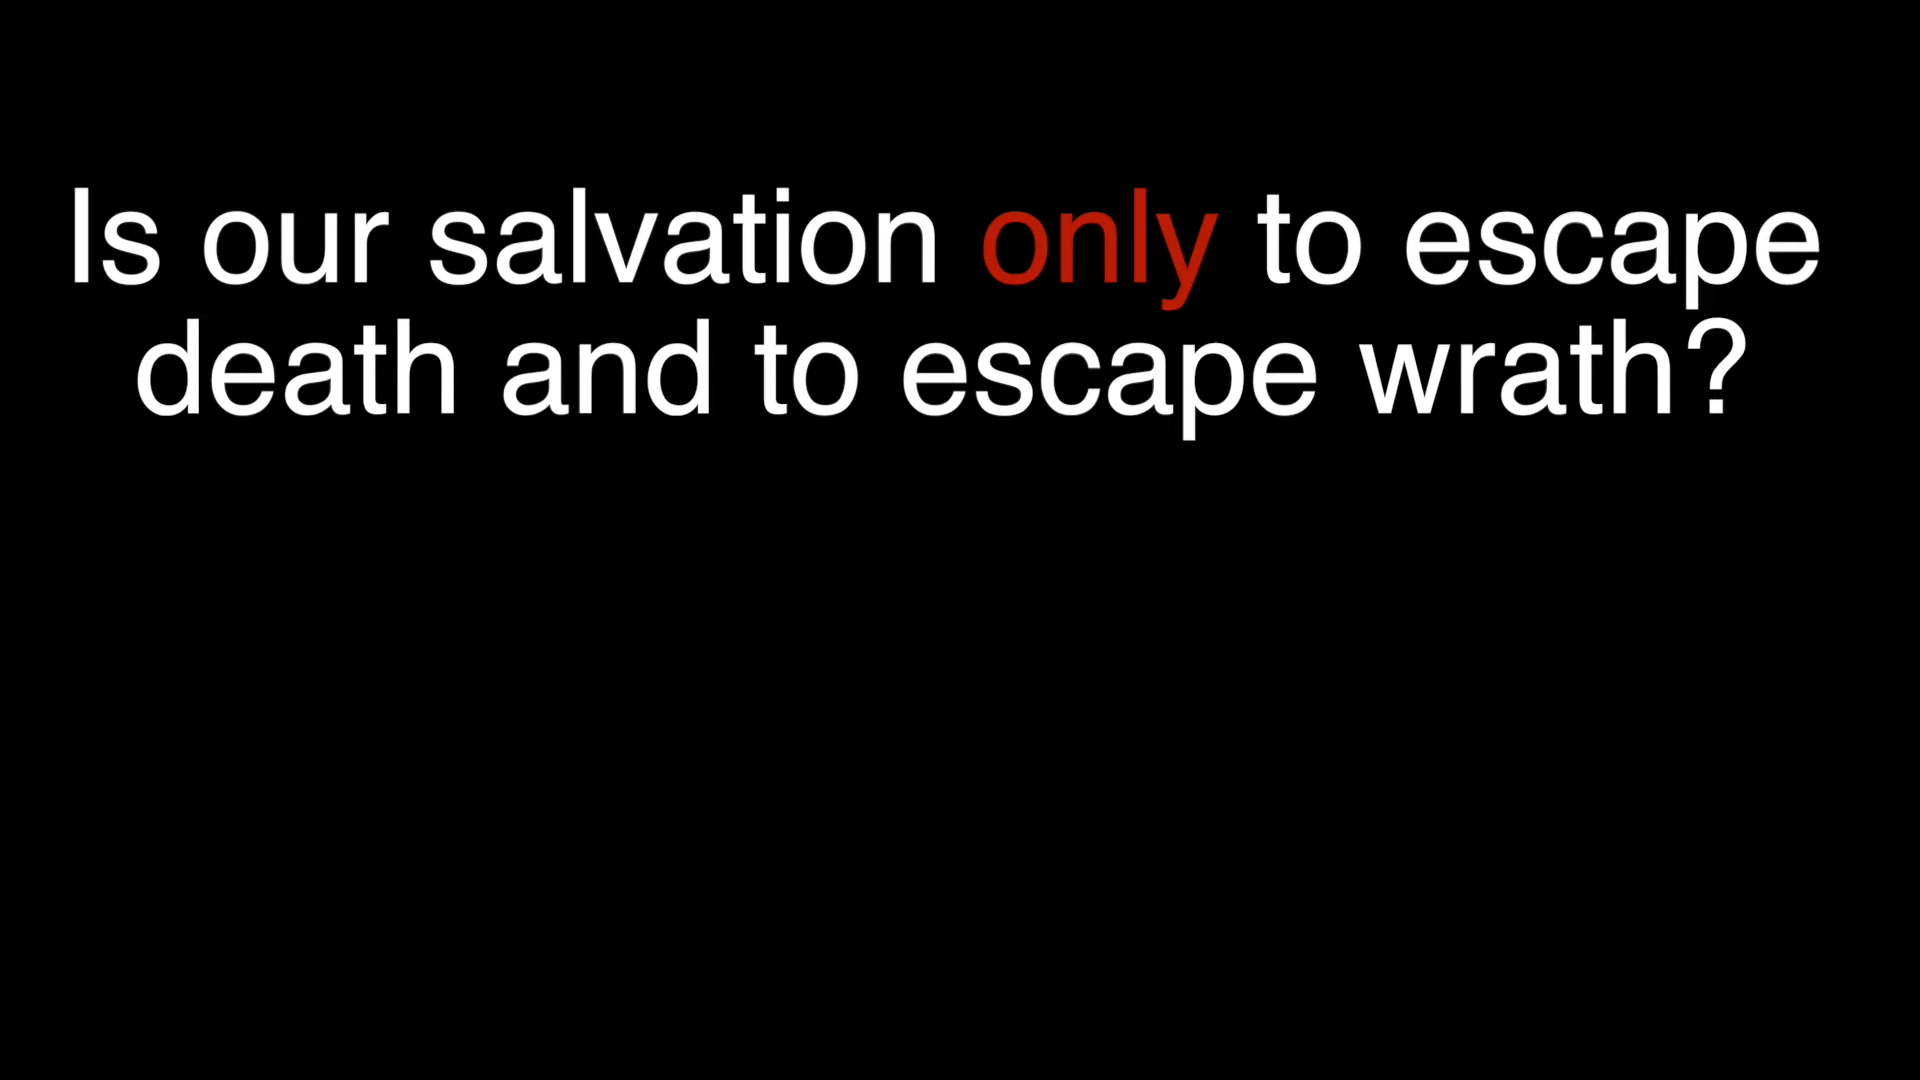 Is our salvation only to escape
death and to escape wrath?